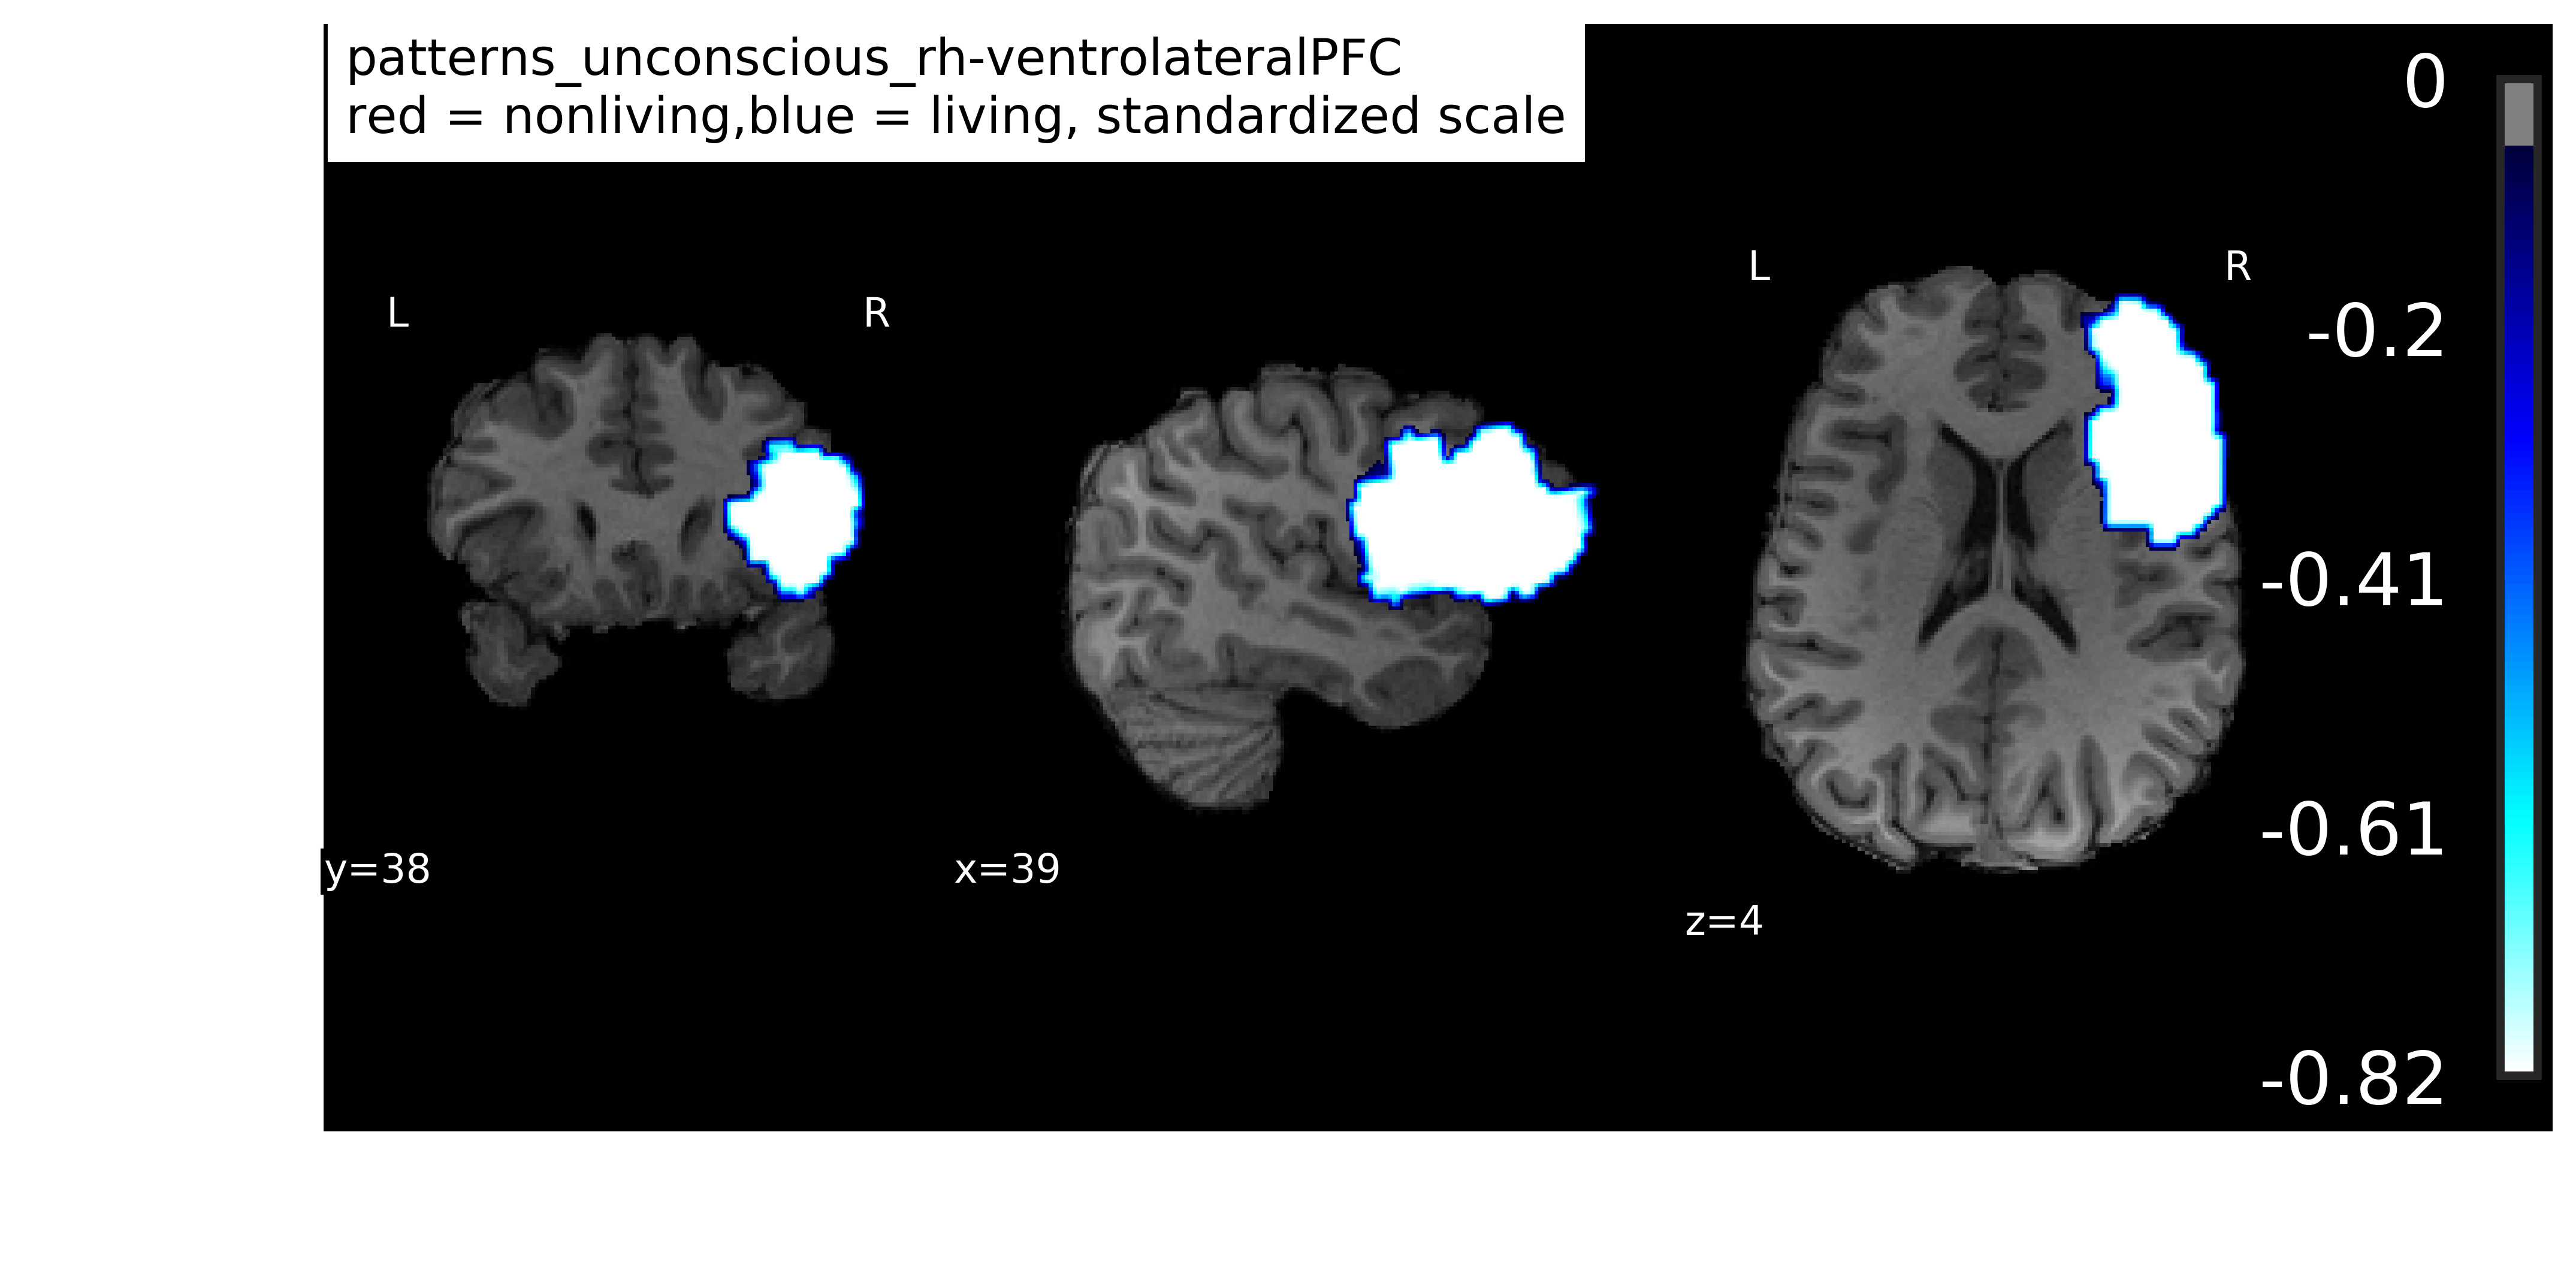 patterns_unconscious_rh-ventrolateralPFC
red = nonliving,blue = living, standardized scale
L R
L R
y=38
x=39
z=4
0
-0.2
-0.41
-0.61
-0.82